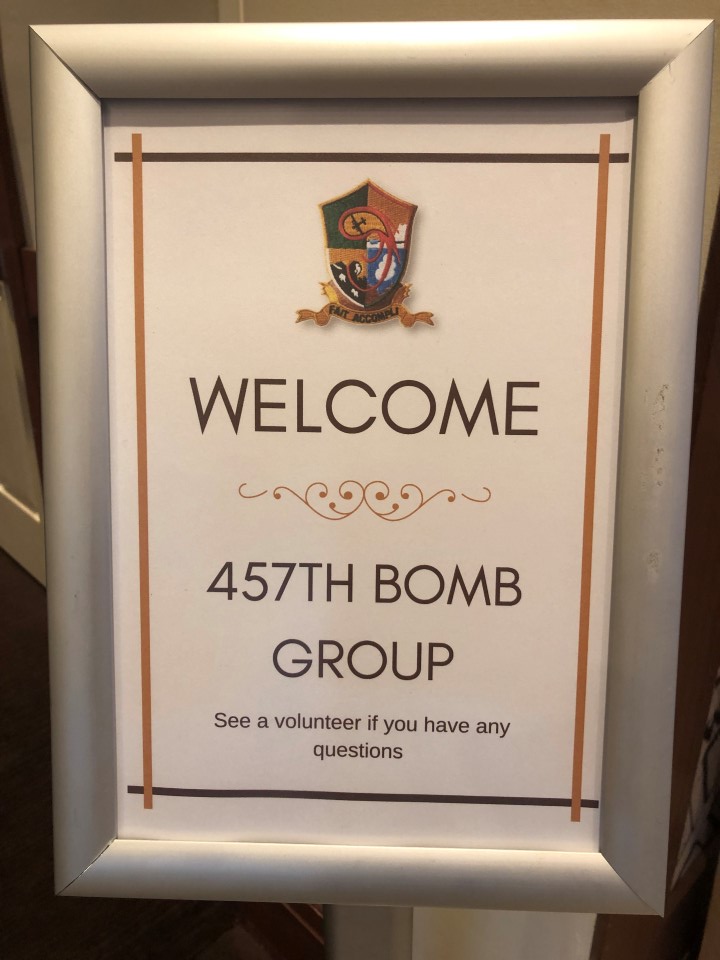 FAIT ACCOMPLI
WELCOME
457TH BOMB
GROUP
See a volunteer if you have any
questions